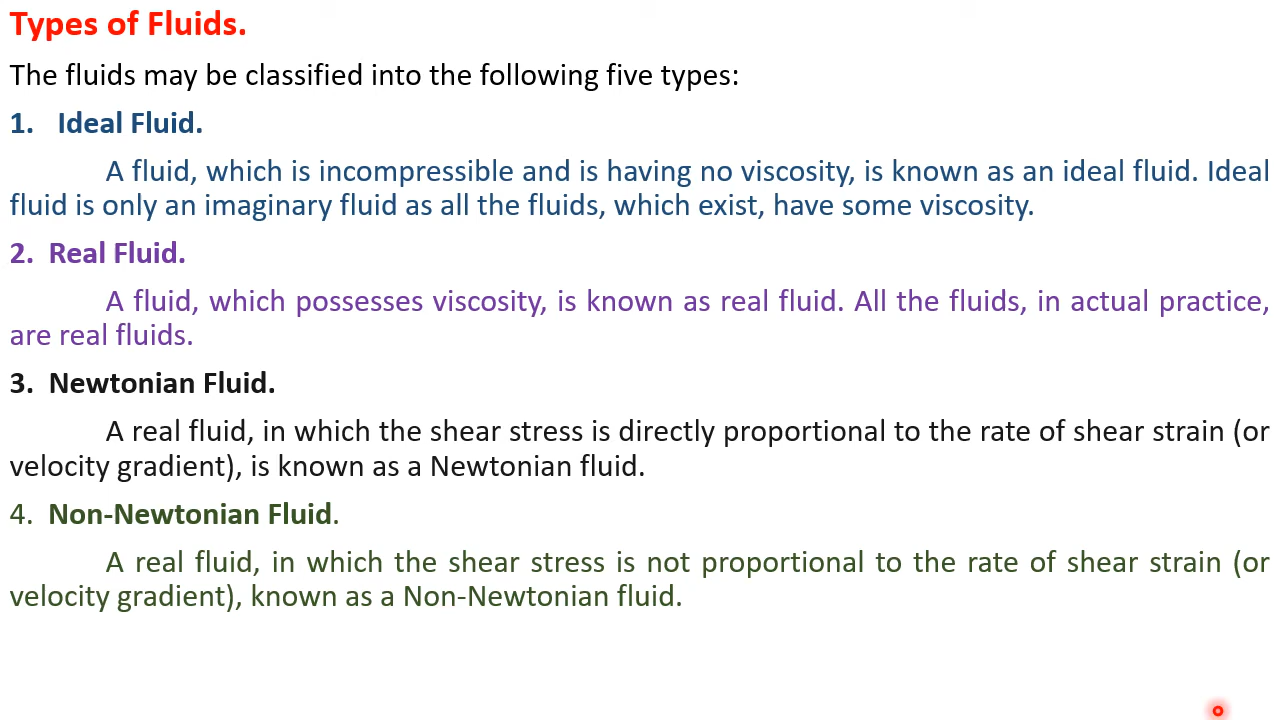 Types of Fluids.
The fluids may be classified into the following five types:
1. Ideal Fluid.
A fluid, which is incompressible and is having no viscosity, is known as an ideal fluid. Ideal
fluid is only an imaginary fluid as all the fluids, which exist, have some viscosity.
2. Real Fluid.
A fluid, which possesses viscosity, is known as real fluid. All the fluids, in actual practice,
are real fluids.
3. Newtonian Fluid.
A real fluid, in which the shear stress is directly proportional to the rate of shear strain (or
velocity gradient), is known as a Newtonian fluid.
4. Non-Newtonian Fluid.
A real fluid, in which the shear stress is not proportional to the rate of shear strain (or
velocity gradient), known as a Non-Newtonian fluid.